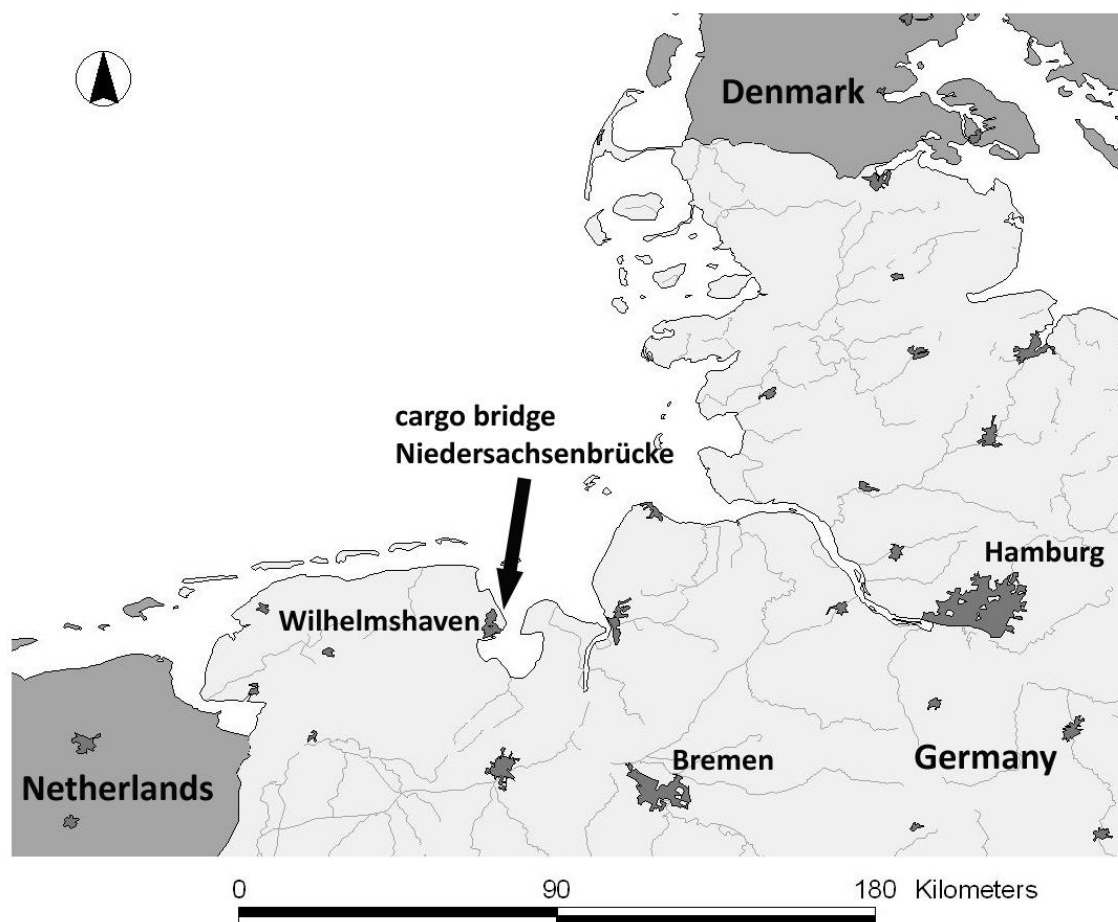 Denmark
cargo bridge
Niedersachsenbrücke
Hamburg
Wilhelmshaven
Bremen
Germany
Netherlands
0 90 180 Kilometers